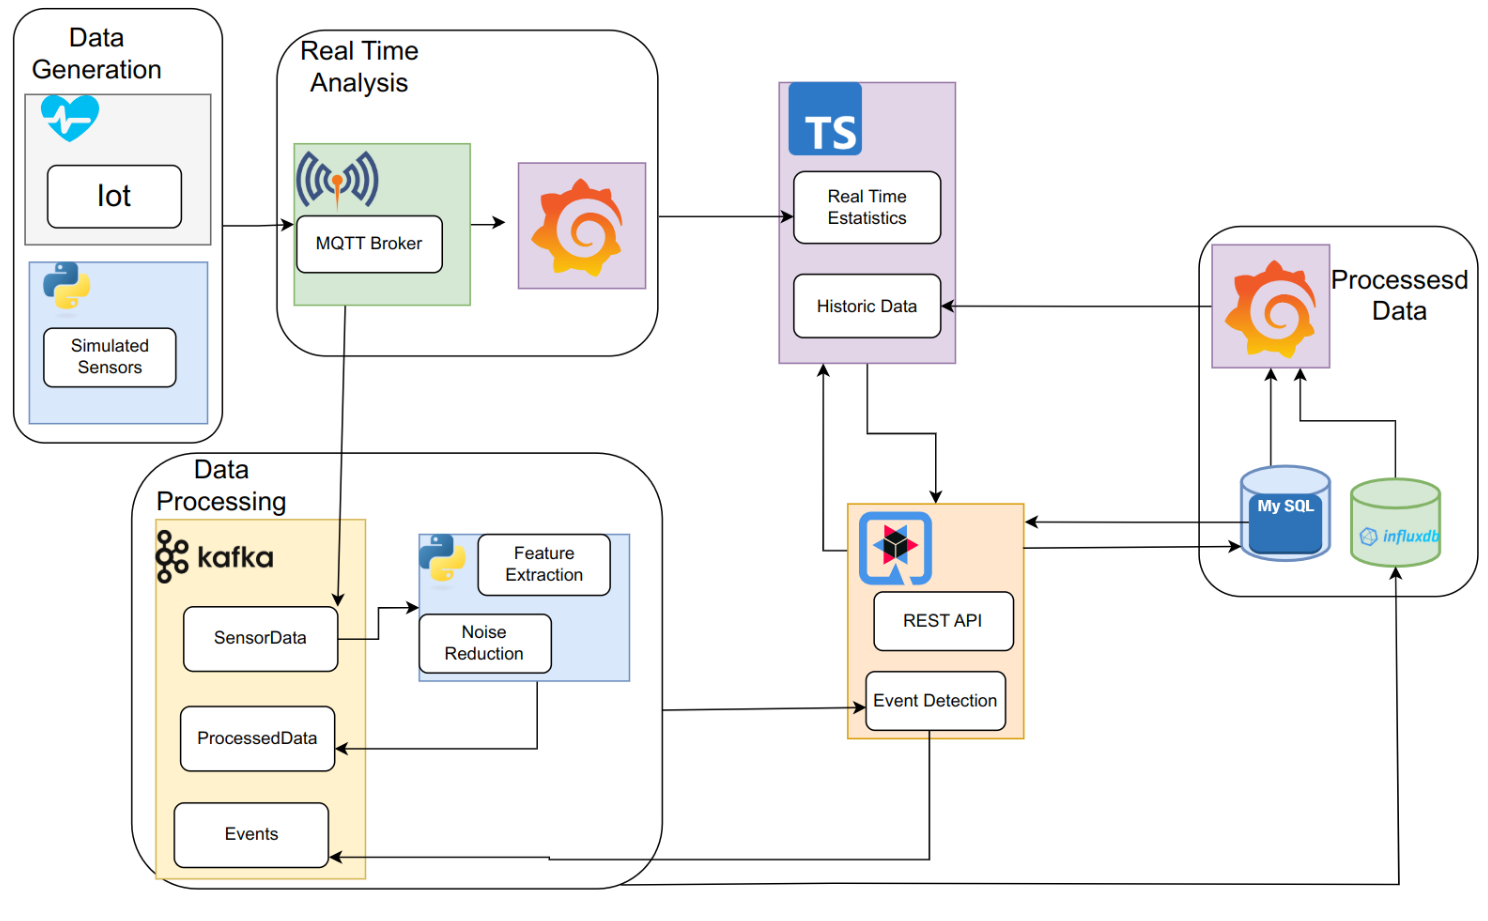 Data
Generation
Iot
Simulated
Sensors
Real Time
Analysis
MQTT Broker
TS
Real Time
Estatistics
Historic Data
Processesd
Data
My SQL
influxdb
Data
Processing
kafka
SensorData
ProcessedData
Events
Feature
Extraction
Noise
Reduction
REST API
Event Detection